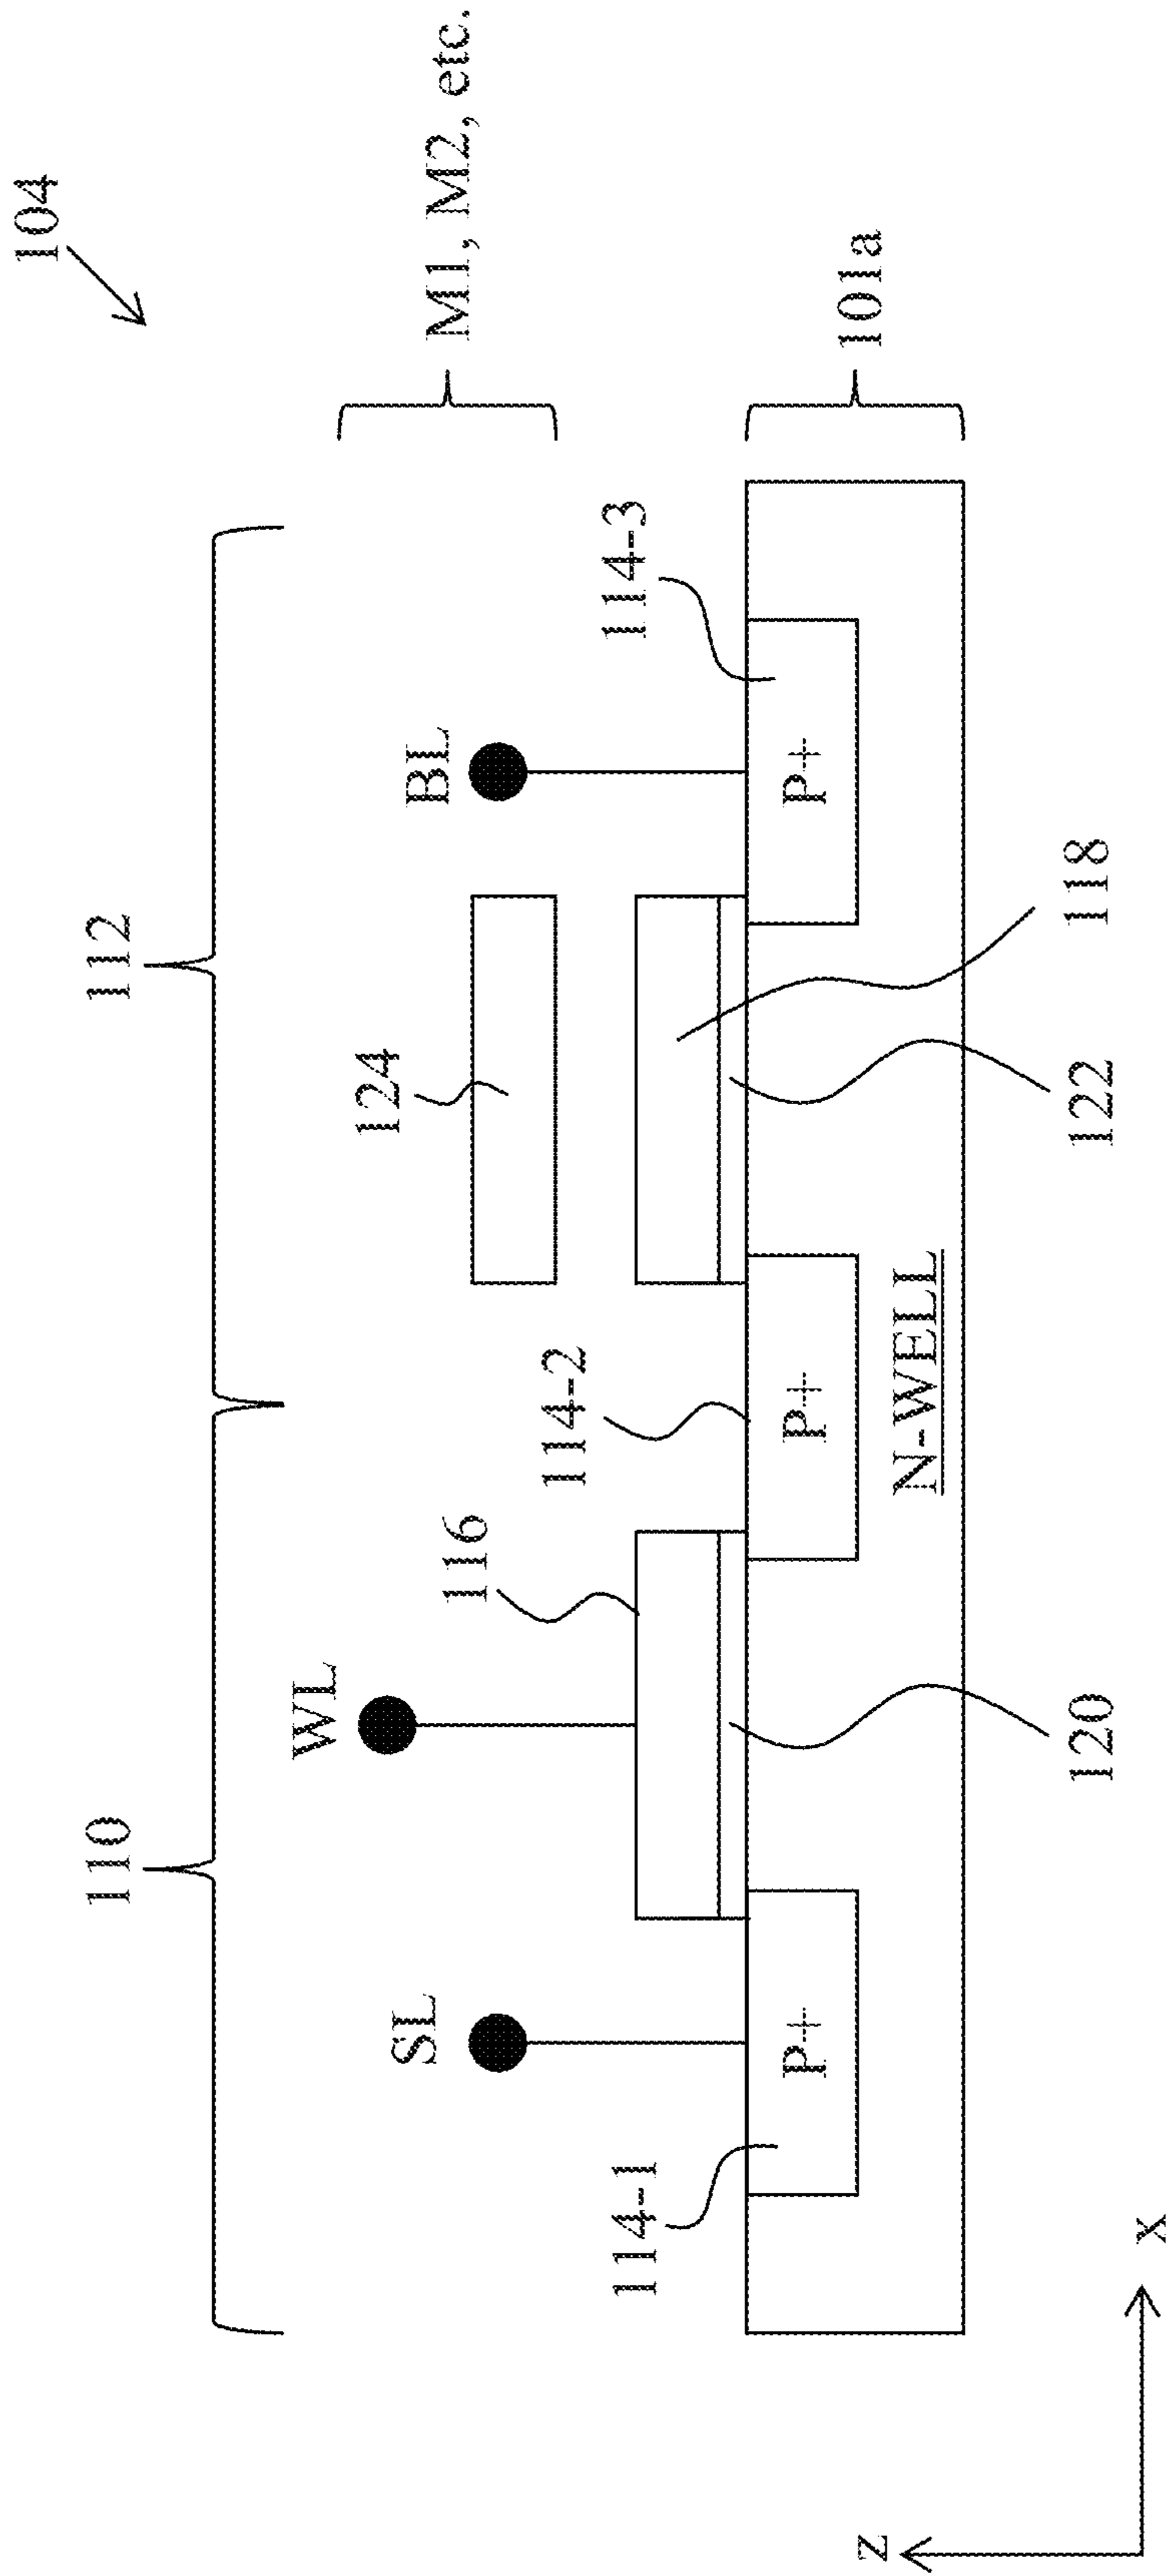 104
110
112
M1, M2, etc.
WL
SL
BL
124
116
114-2
114-1
114-3
P+
P+
P+
101a
N-WELL
120
122
118
z
x